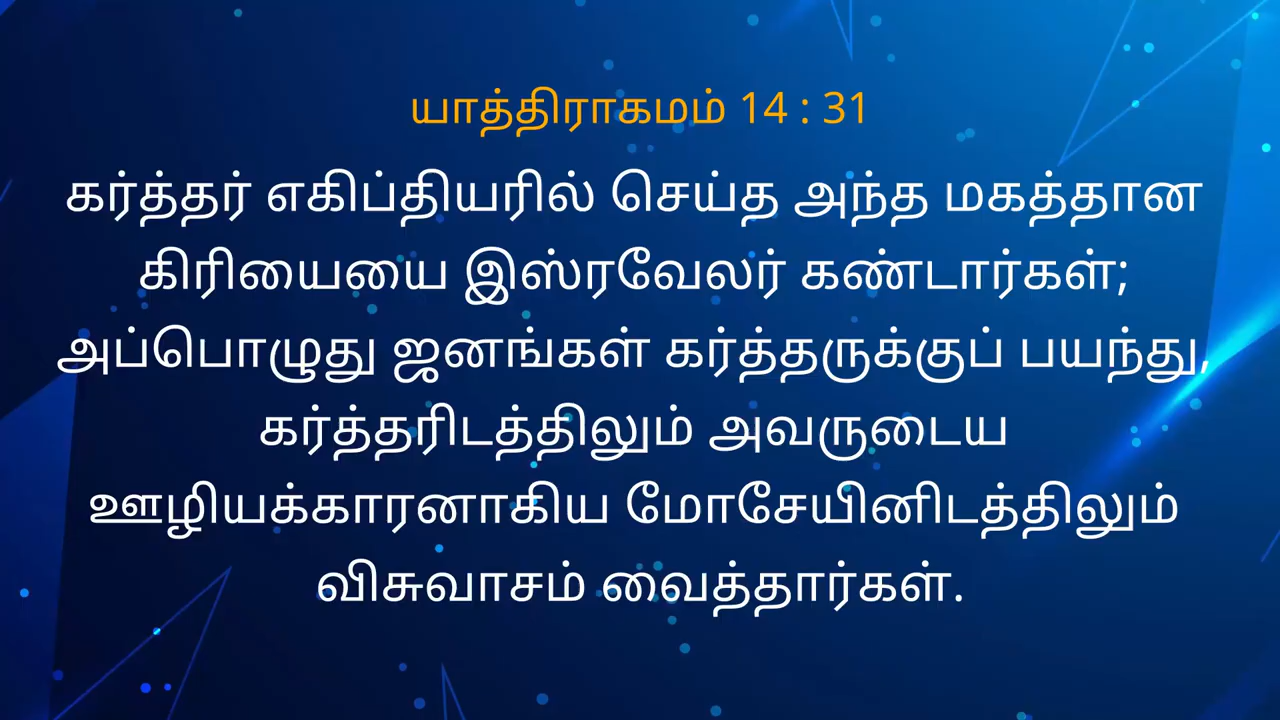 யாத்திராகமம் 14 : 31
கர்த்தர் எகிப்தியரில் செய்த அந்த மகத்தான
கிரியையை இஸ்ரவேலர் கண்டார்கள்;
அப்பொழுது ஜனங்கள் கர்த்தருக்குப் பயந்து,
கர்த்தரிடத்திலும் அவருடைய
ஊழியக்காரனாகிய மோசேயினிடத்திலும்
விசுவாசம் வைத்தார்கள்.